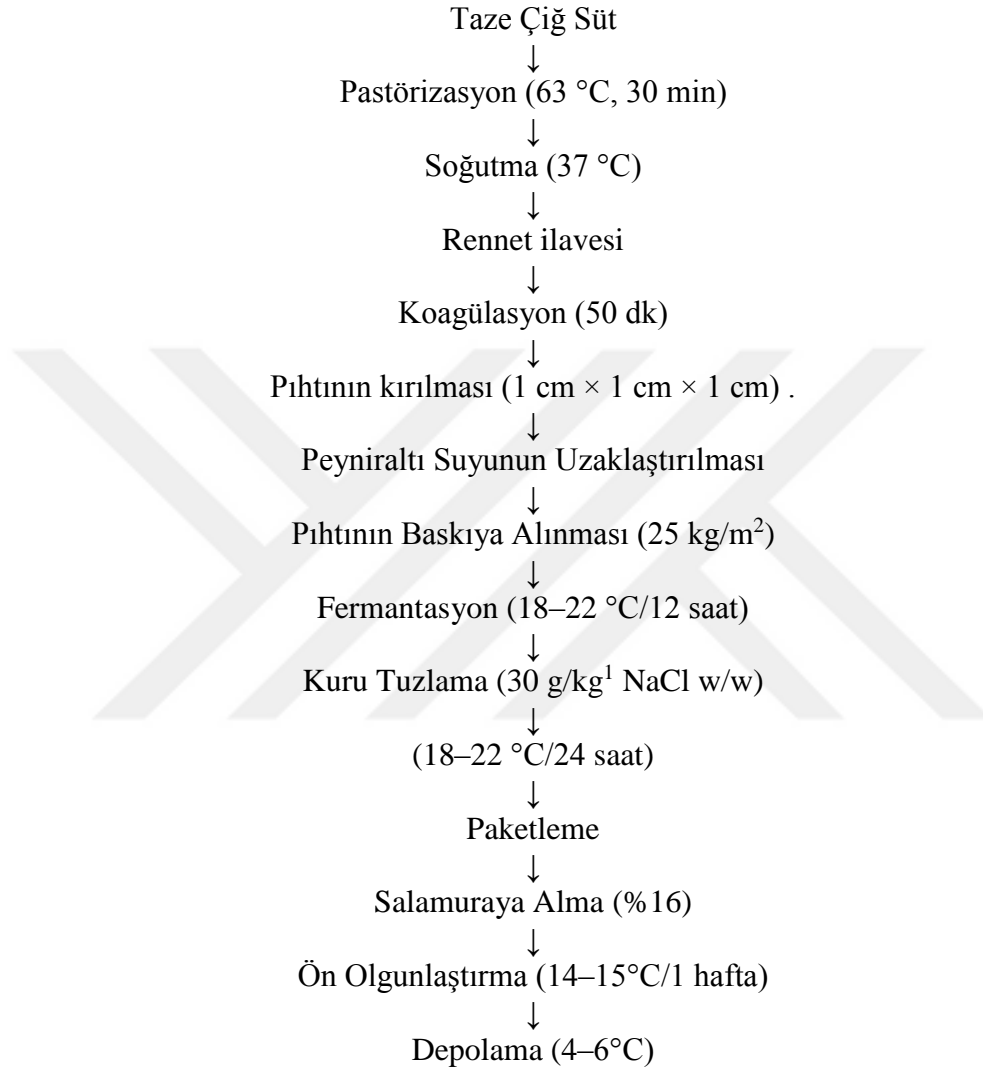 Taze Çiğ Süt
↓
Pastörizasyon (63 °C, 30 min)
↓
Soğutma (37 °C)
↓
Rennet ilavesi
↓
Koagülasyon (50 dk)
↓
Pıhtının kırılması (1 cm × 1 cm × 1 cm) .
↓
Peyniraltı Suyunun Uzaklaştırılması
↓
Pıhtının Baskıya Alınması (25 kg/m²)
↓
Fermantasyon (18–22 °C/12 saat)
↓
Kuru Tuzlama (30 g/kg¹ NaCl w/w)
↓
(18–22 °C/24 saat)
↓
Paketleme
↓
Salamuraya Alma (%16)
↓
Ön Olgunlaştırma (14–15°C/1 hafta)
↓
Depolama (4–6°C)